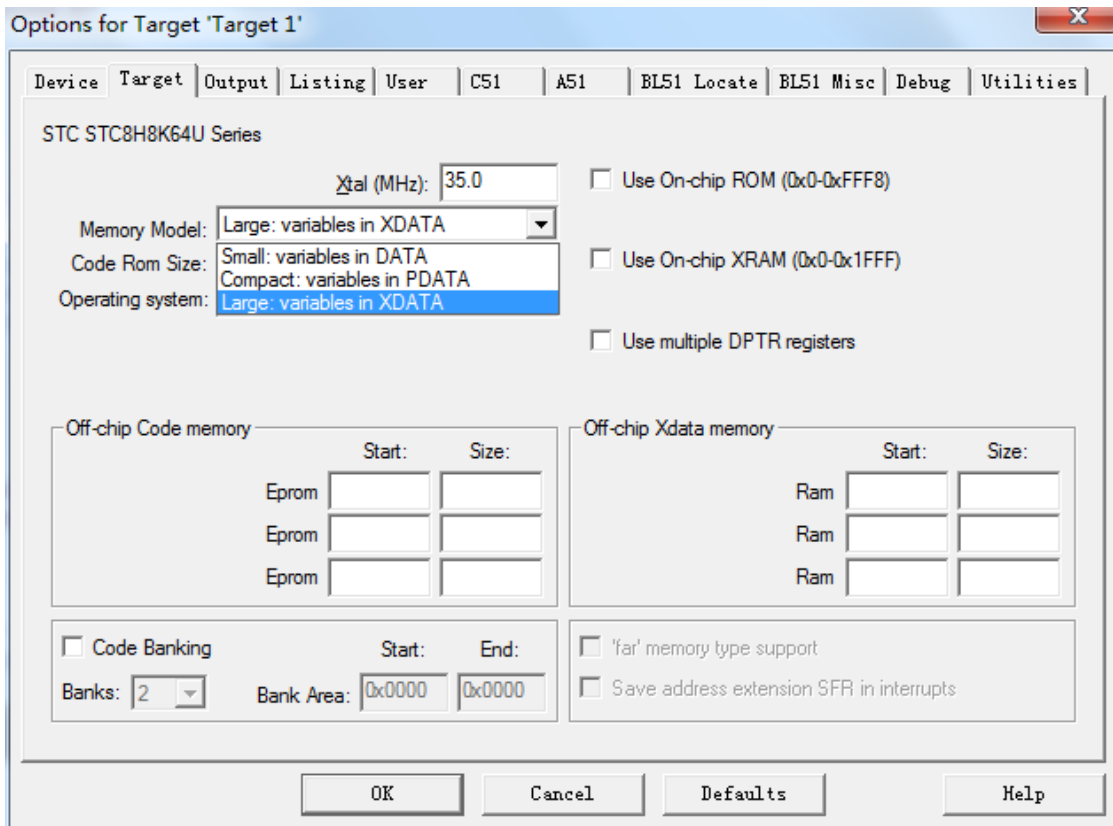 Options for Target 'Target 1'
X
Device Target Output Listing User C51 A51 BL51 Locate BL51 Misc Debug Utilities
STC STC8H8K64U Series
Xtal (MHz): 35.0
Use On-chip ROM (0x0-0xFFF8)
Memory Model: Large: variables in XDATA
Code Rom Size: Small: variables in DATA
Use On-chip XRAM (0x0-0x1FFF)
Compact: variables in PDATA
Operating system: Large: variables in XDATA
Use multiple DPTR registers
Off-chip Code memory
Start: Size:
Eprom
Eprom
Eprom
Off-chip Xdata memory
Start: Size:
Ram
Ram
Ram
Code Banking Start: End:
Banks: 2 Bank Area: 0x0000 0x0000
'far' memory type support
Save address extension SFR in interrupts
OK Cancel Defaults Help